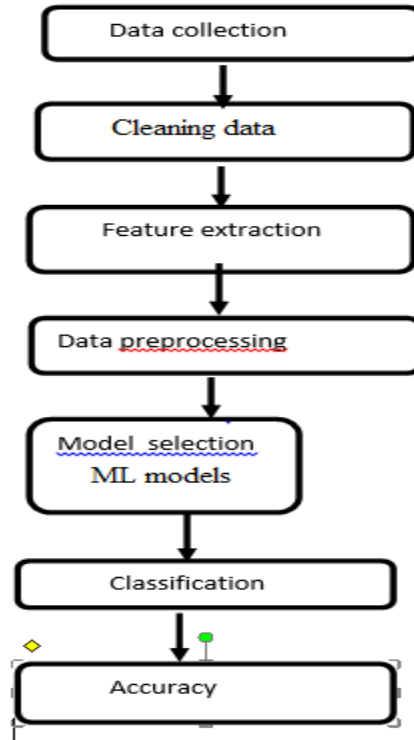 Data collection
Cleaning data
Feature extraction
Data preprocessing
Model selection
ML models
Classification
Accuracy